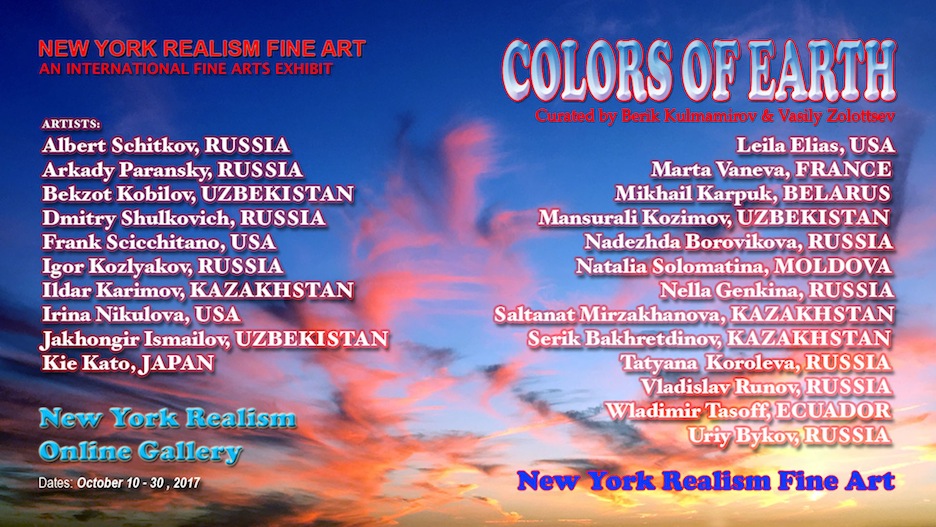 NEW YORK REALISM FINE ART
AN INTERNATIONAL FINE ARTS EXHIBIT
ARTISTS:
Albert Schitkov, RUSSIA
Arkady Paransky, RUSSIA
Bekzot Kobilov, UZBEKISTAN
Dmitry Shulkovich, RUSSIA
Frank Scicchitano, USA
Igor Kozlyakov, RUSSIA
Ildar Karimov, KAZAKHSTAN
Irina Nikulova, USA
Jakhongir Ismailov, UZBEKISTAN
Kie Kato, JAPAN
New York Realism
Online Gallery
Dates: October 10 - 30 , 2017
COLORS OF EARTH
Curated by Berik Kulmamirov & Vasily Zolottsev
Leila Elias, USA
Marta Vaneva, FRANCE
Mikhail Karpuk, BELARUS
Mansurali Kozimov, UZBEKISTAN
Nadezhda Borovikova, RUSSIA
Natalia Solomatina, MOLDOVA
Nella Genkina, RUSSIA
Saltanat Mirzakhanova, KAZAKHSTAN
Serik Bakhretdinov, KAZAKHSTAN
Tatyana Koroleva, RUSSIA
Vladislav Runov, RUSSIA
Wladimir Tasoff, ECUADOR
Uriy Bykov, RUSSIA
New York Realism Fine Art